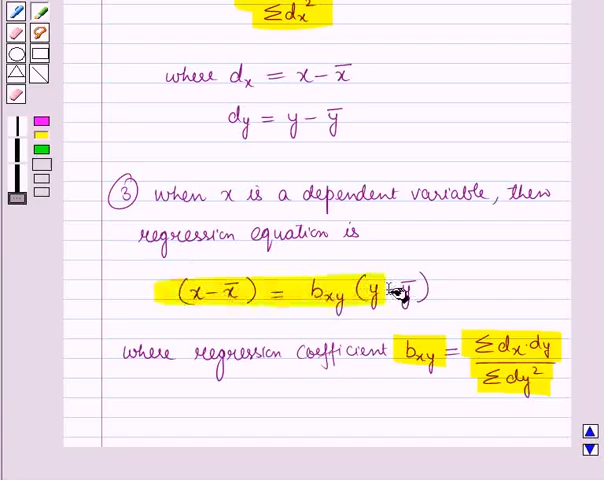 Σdx²
where dx = x - x̄
dy = y - ȳ
③ when x is a dependent variable, then
regression equation is
(x - x̄) = bxy (y - ȳ)
where regression coefficient bxy = Σdx·dy / Σdy²